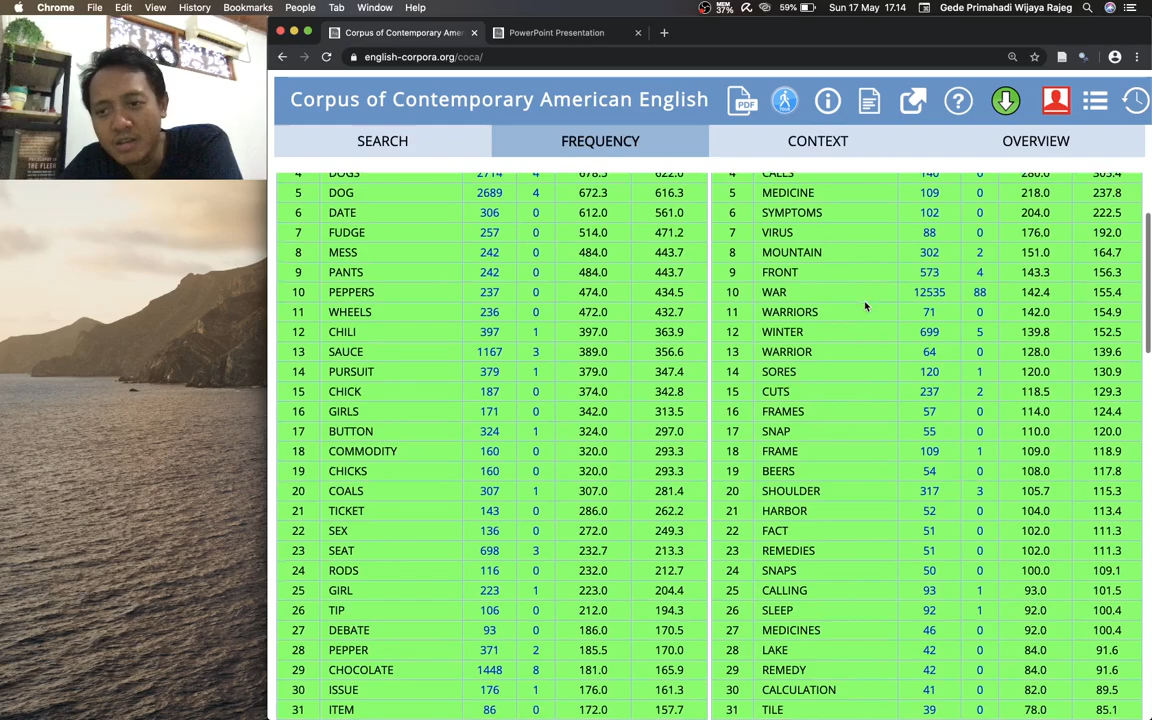 Chrome File Edit View History Bookmarks People Tab Window Help MEM 37% 59% Sun 17 May 17.14 Gede Primahadi Wijaya Rajeg
Corpus of Contemporary Amer PowerPoint Presentation
english-corpora.org/coca/
Corpus of Contemporary American English PDF
SEARCH FREQUENCY CONTEXT OVERVIEW
4 DOGS 2714 4 678.5 622.0 4 CALLS 140 0 280.0 305.4
5 DOG 2689 4 672.3 616.3 5 MEDICINE 109 0 218.0 237.8
6 DATE 306 0 612.0 561.0 6 SYMPTOMS 102 0 204.0 222.5
7 FUDGE 257 0 514.0 471.2 7 VIRUS 88 0 176.0 192.0
8 MESS 242 0 484.0 443.7 8 MOUNTAIN 302 2 151.0 164.7
9 PANTS 242 0 484.0 443.7 9 FRONT 573 4 143.3 156.3
10 PEPPERS 237 0 474.0 434.5 10 WAR 12535 88 142.4 155.4
11 WHEELS 236 0 472.0 432.7 11 WARRIORS 71 0 142.0 154.9
12 CHILI 397 1 397.0 363.9 12 WINTER 699 5 139.8 152.5
13 SAUCE 1167 3 389.0 356.6 13 WARRIOR 64 0 128.0 139.6
14 PURSUIT 379 1 379.0 347.4 14 SORES 120 1 120.0 130.9
15 CHICK 187 0 374.0 342.8 15 CUTS 237 2 118.5 129.3
16 GIRLS 171 0 342.0 313.5 16 FRAMES 57 0 114.0 124.4
17 BUTTON 324 1 324.0 297.0 17 SNAP 55 0 110.0 120.0
18 COMMODITY 160 0 320.0 293.3 18 FRAME 109 1 109.0 118.9
19 CHICKS 160 0 320.0 293.3 19 BEERS 54 0 108.0 117.8
20 COALS 307 1 307.0 281.4 20 SHOULDER 317 3 105.7 115.3
21 TICKET 143 0 286.0 262.2 21 HARBOR 52 0 104.0 113.4
22 SEX 136 0 272.0 249.3 22 FACT 51 0 102.0 111.3
23 SEAT 698 3 232.7 213.3 23 REMEDIES 51 0 102.0 111.3
24 RODS 116 0 232.0 212.7 24 SNAPS 50 0 100.0 109.1
25 GIRL 223 1 223.0 204.4 25 CALLING 93 1 93.0 101.5
26 TIP 106 0 212.0 194.3 26 SLEEP 92 1 92.0 100.4
27 DEBATE 93 0 186.0 170.5 27 MEDICINES 46 0 92.0 100.4
28 PEPPER 371 2 185.5 170.0 28 LAKE 42 0 84.0 91.6
29 CHOCOLATE 1448 8 181.0 165.9 29 REMEDY 42 0 84.0 91.6
30 ISSUE 176 1 176.0 161.3 30 CALCULATION 41 0 82.0 89.5
31 ITEM 86 0 172.0 157.7 31 TILE 39 0 78.0 85.1